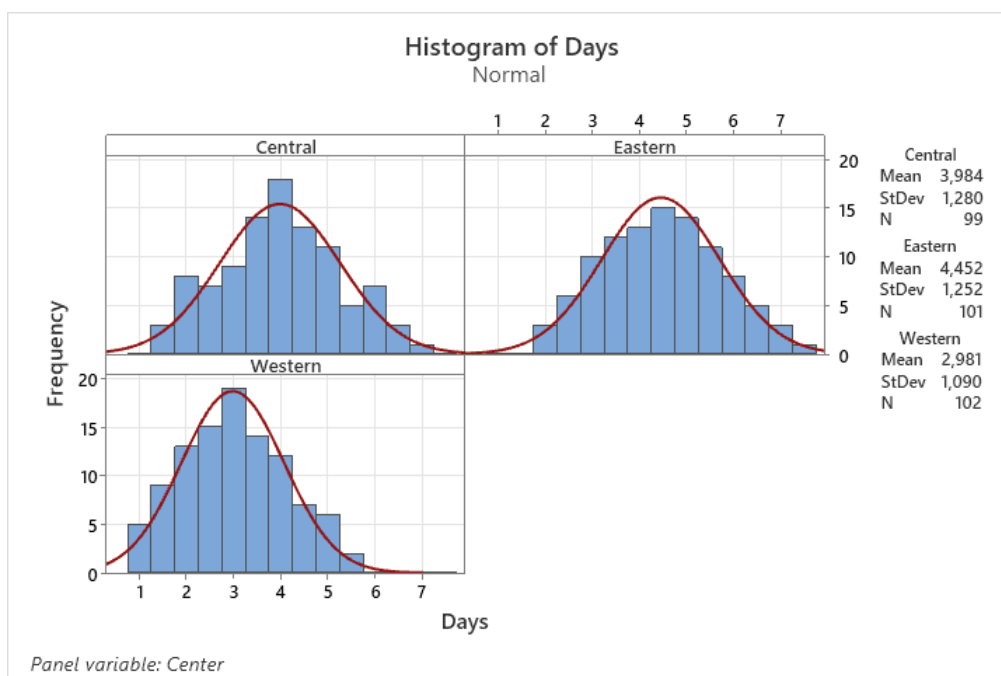 Histogram of Days
Normal
1 2 3 4 5 6 7
Central Eastern
20
15
10
5
0
Western
20
15
10
5
0
1 2 3 4 5 6 7
Frequency
Days
Central
Mean 3,984
StDev 1,280
N 99
Eastern
Mean 4,452
StDev 1,252
N 101
Western
Mean 2,981
StDev 1,090
N 102
Panel variable: Center